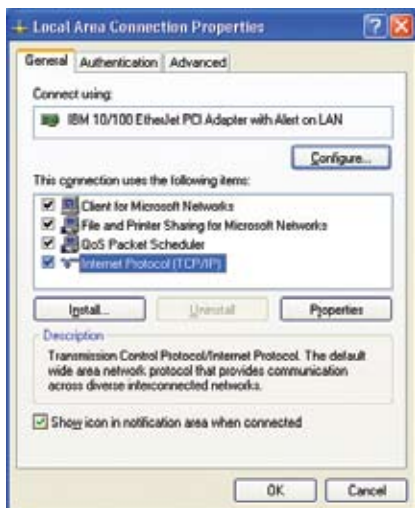 Local Area Connection Properties
General Authentication Advanced
Connect using:
IBM 10/100 EtherJet PCI Adapter with Alert on LAN
Configure...
This connection uses the following items:
Client for Microsoft Networks
File and Printer Sharing for Microsoft Networks
QoS Packet Scheduler
Internet Protocol (TCP/IP)
Install... Uninstall Properties
Description
Transmission Control Protocol/Internet Protocol. The default
wide area network protocol that provides communication
across diverse interconnected networks.
Show icon in notification area when connected
OK Cancel